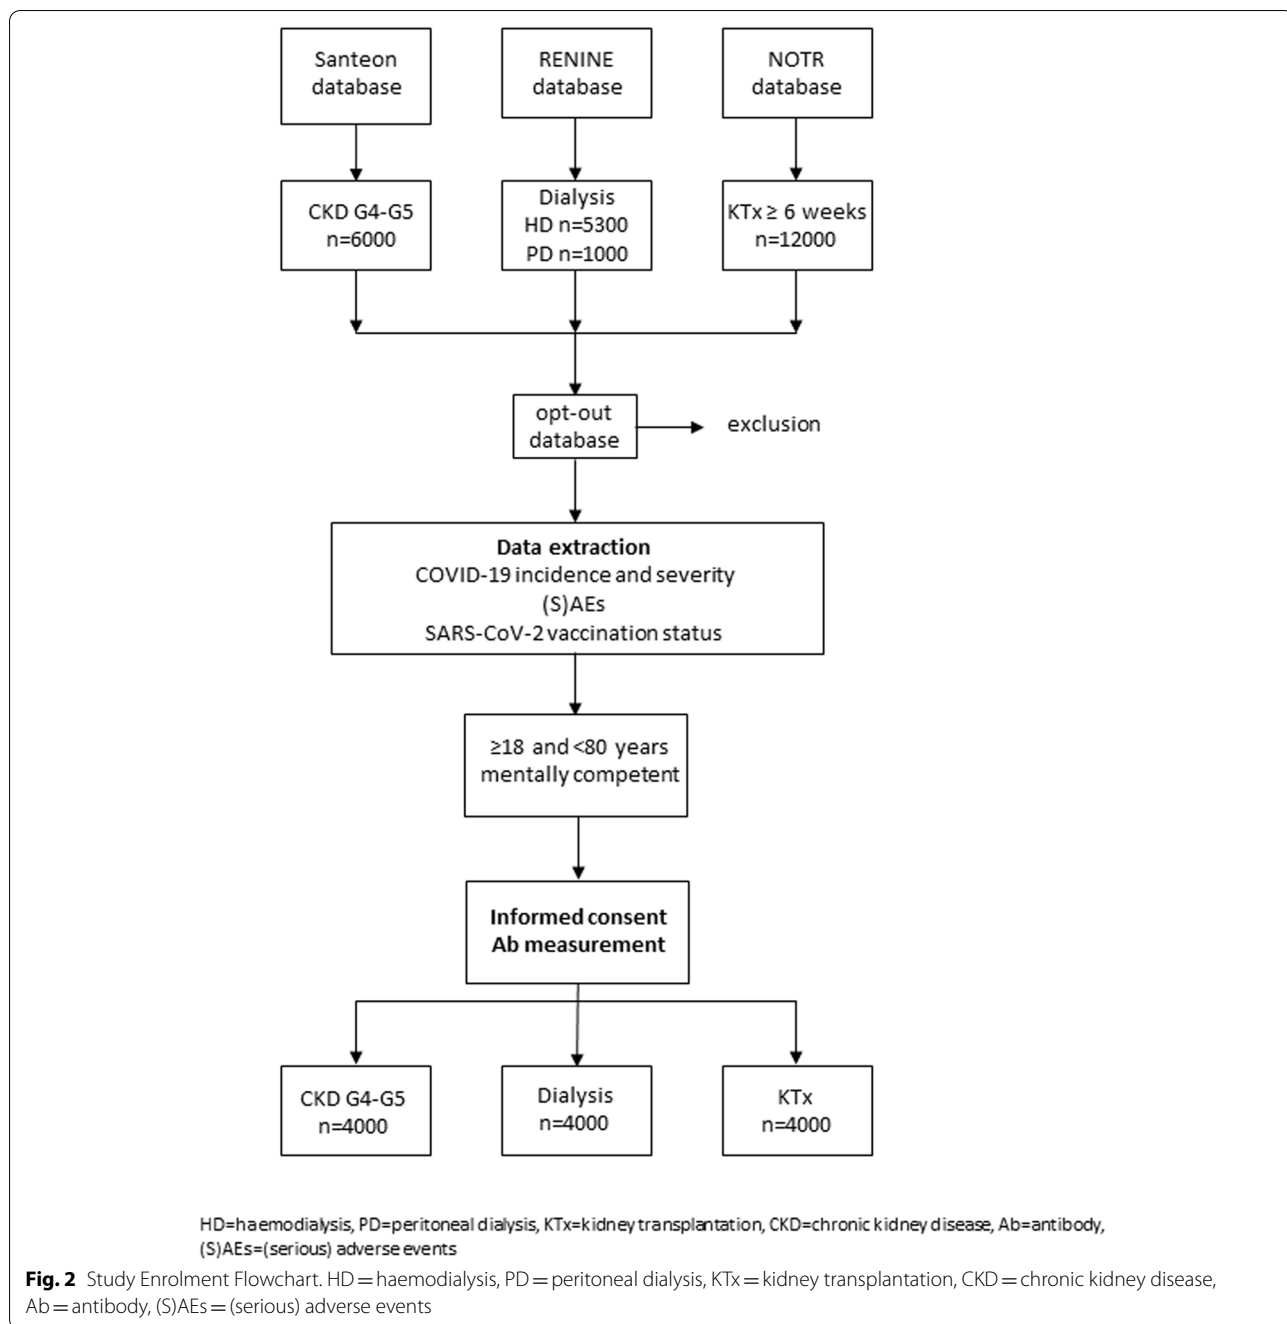 Santeon
database
RENINE
database
NOTR
database
CKD G4-G5
n=6000
Dialysis
HD n=5300
PD n=1000
KTx ≥ 6 weeks
n=12000
opt-out
database
exclusion
Data extraction
COVID-19 incidence and severity
(S)AEs
SARS-CoV-2 vaccination status
≥18 and <80 years
mentally competent
Informed consent
Ab measurement
CKD G4-G5
n=4000
Dialysis
n=4000
KTx
n=4000
HD=haemodialysis, PD=peritoneal dialysis, KTx=kidney transplantation, CKD=chronic kidney disease, Ab=antibody,
(S)AEs=(serious) adverse events
Fig. 2 Study Enrolment Flowchart. HD = haemodialysis, PD = peritoneal dialysis, KTx = kidney transplantation, CKD = chronic kidney disease,
Ab = antibody, (S)AEs = (serious) adverse events